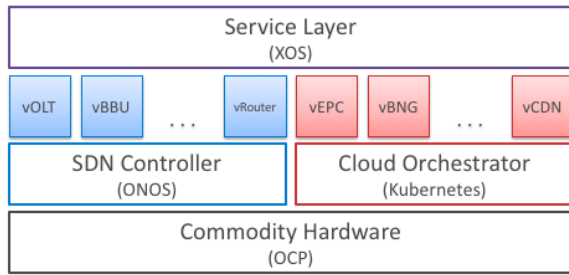 Service Layer
(XOS)
vOLT vBBU ... vRouter vEPC vBNG ... vCDN
SDN Controller
(ONOS)
Cloud Orchestrator
(Kubernetes)
Commodity Hardware
(OCP)